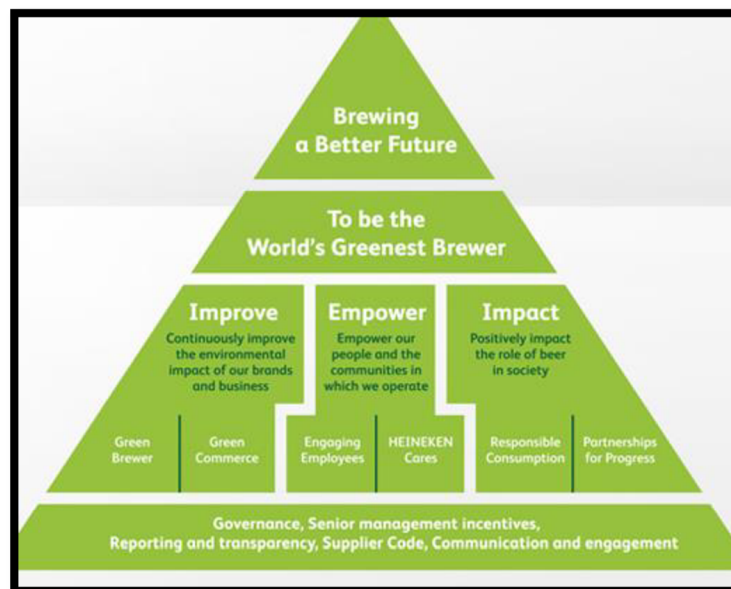 Brewing
a Better Future
To be the
World's Greenest Brewer
Improve
Continuously improve
the environmental
impact of our brands
and business
Empower
Empower our
people and the
communities in
which we operate
Impact
Positively impact
the role of beer
in society
Green
Brewer
Green
Commerce
Engaging
Employees
HEINEKEN
Cares
Responsible
Consumption
Partnerships
for Progress
Governance, Senior management incentives,
Reporting and transparency, Supplier Code, Communication and engagement